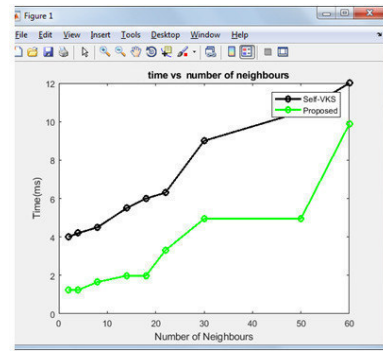 Figure 1
File Edit View Insert Tools Desktop Window Help
time vs number of neighbours
Self-VKS
Proposed
12
10
8
6
4
2
0
Time(ms)
0 10 20 30 40 50 60
Number of Neighbours